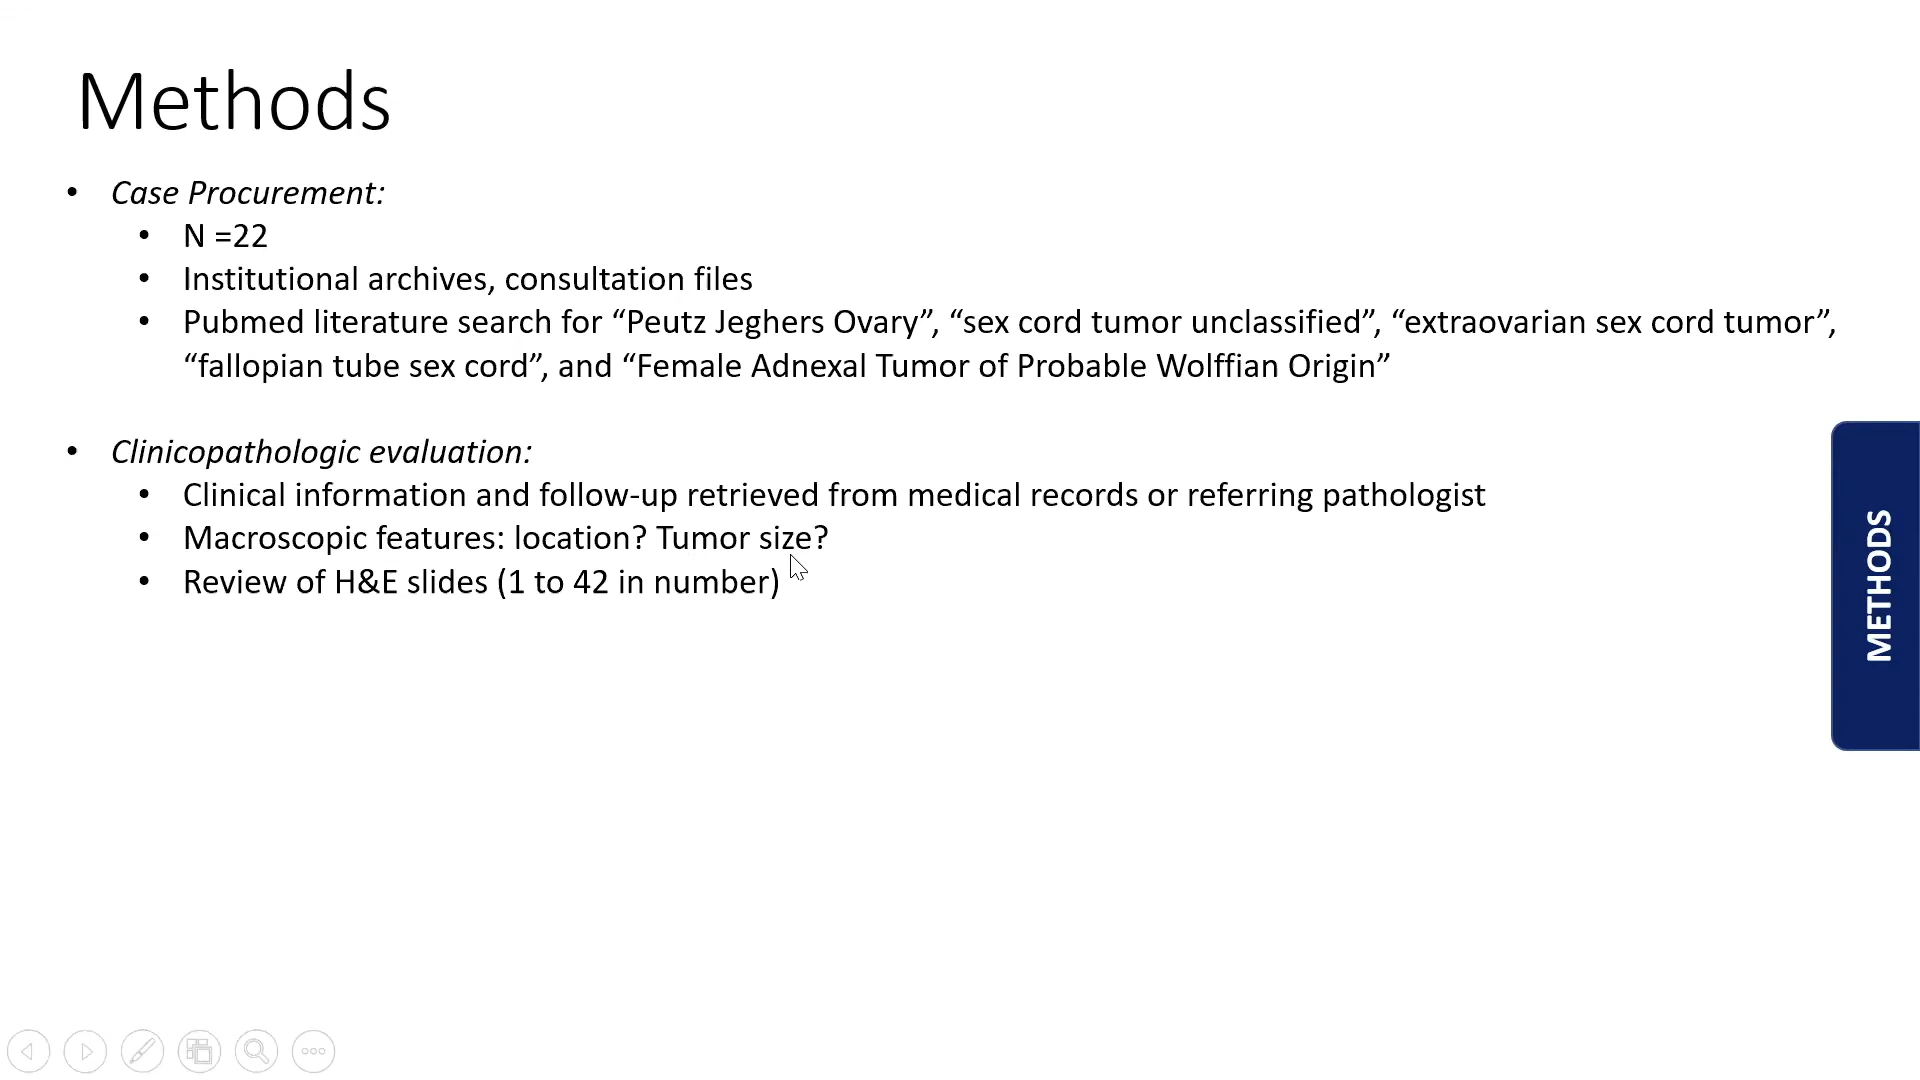 Methods
• Case Procurement:
• N =22
• Institutional archives, consultation files
• Pubmed literature search for “Peutz Jeghers Ovary”, “sex cord tumor unclassified”, “extraovarian sex cord tumor”,
“fallopian tube sex cord”, and “Female Adnexal Tumor of Probable Wolffian Origin”
• Clinicopathologic evaluation:
• Clinical information and follow-up retrieved from medical records or referring pathologist
• Macroscopic features: location? Tumor size?
• Review of H&E slides (1 to 42 in number)
METHODS